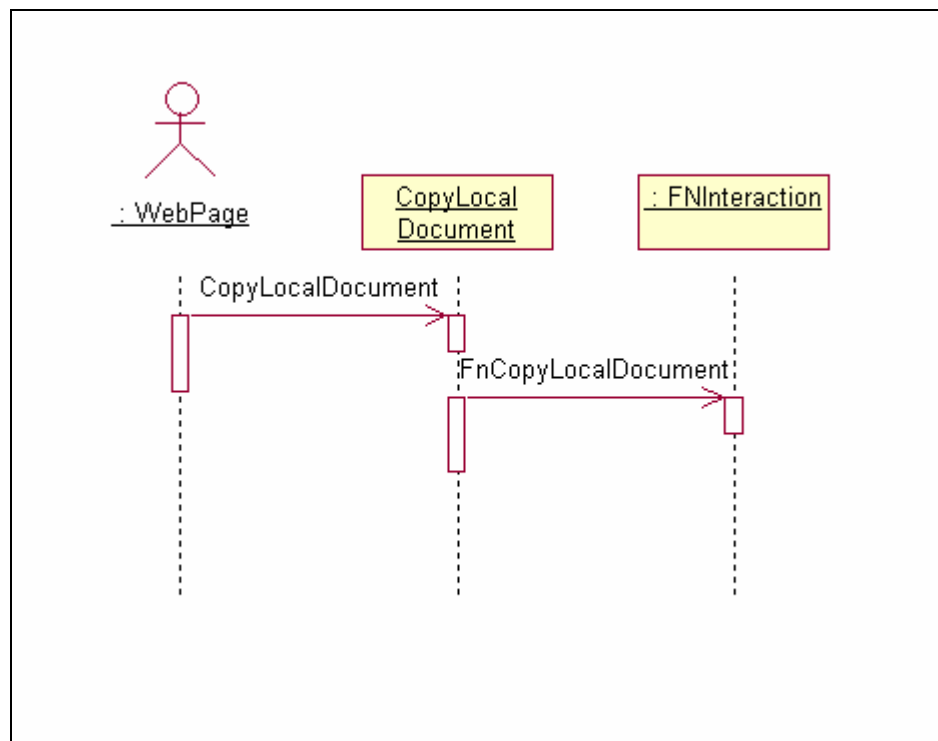 : WebPage
CopyLocal
Document
: FNInteraction
CopyLocalDocument
FnCopyLocalDocument